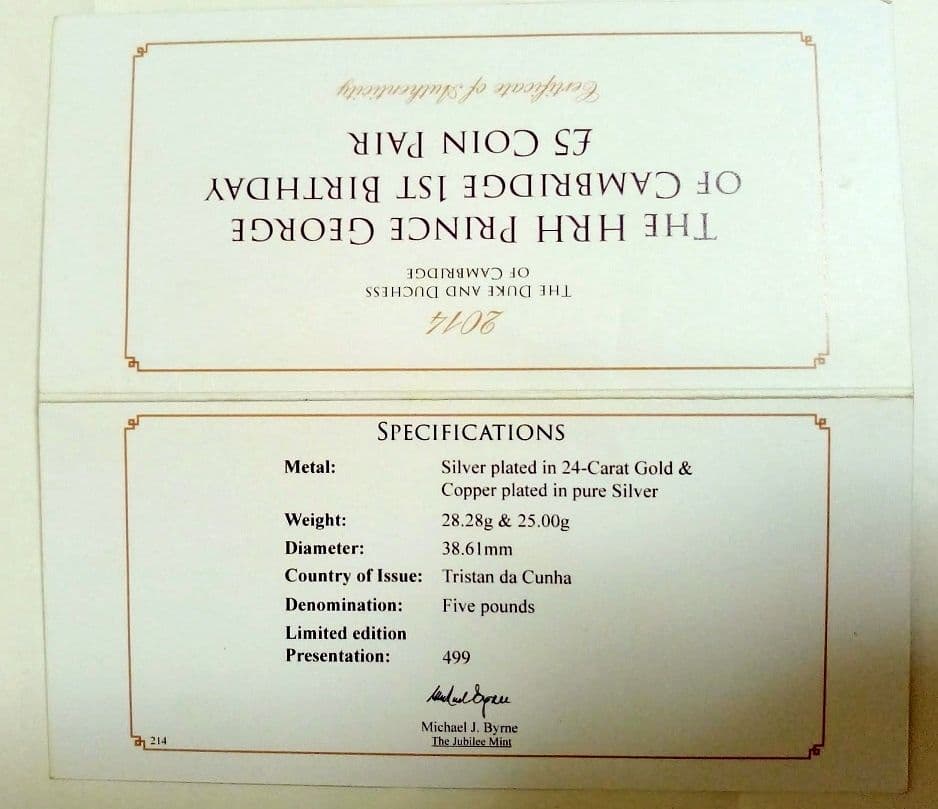 2014
THE DUKE AND DUCHESS
OF CAMBRIDGE
THE HRH PRINCE GEORGE
OF CAMBRIDGE 1ST BIRTHDAY
£5 COIN PAIR
Certificate of Authenticity
SPECIFICATIONS
Metal: Silver plated in 24-Carat Gold &
Copper plated in pure Silver
Weight: 28.28g & 25.00g
Diameter: 38.61mm
Country of Issue: Tristan da Cunha
Denomination: Five pounds
Limited edition
Presentation: 499
Michael J. Byrne
The Jubilee Mint
214